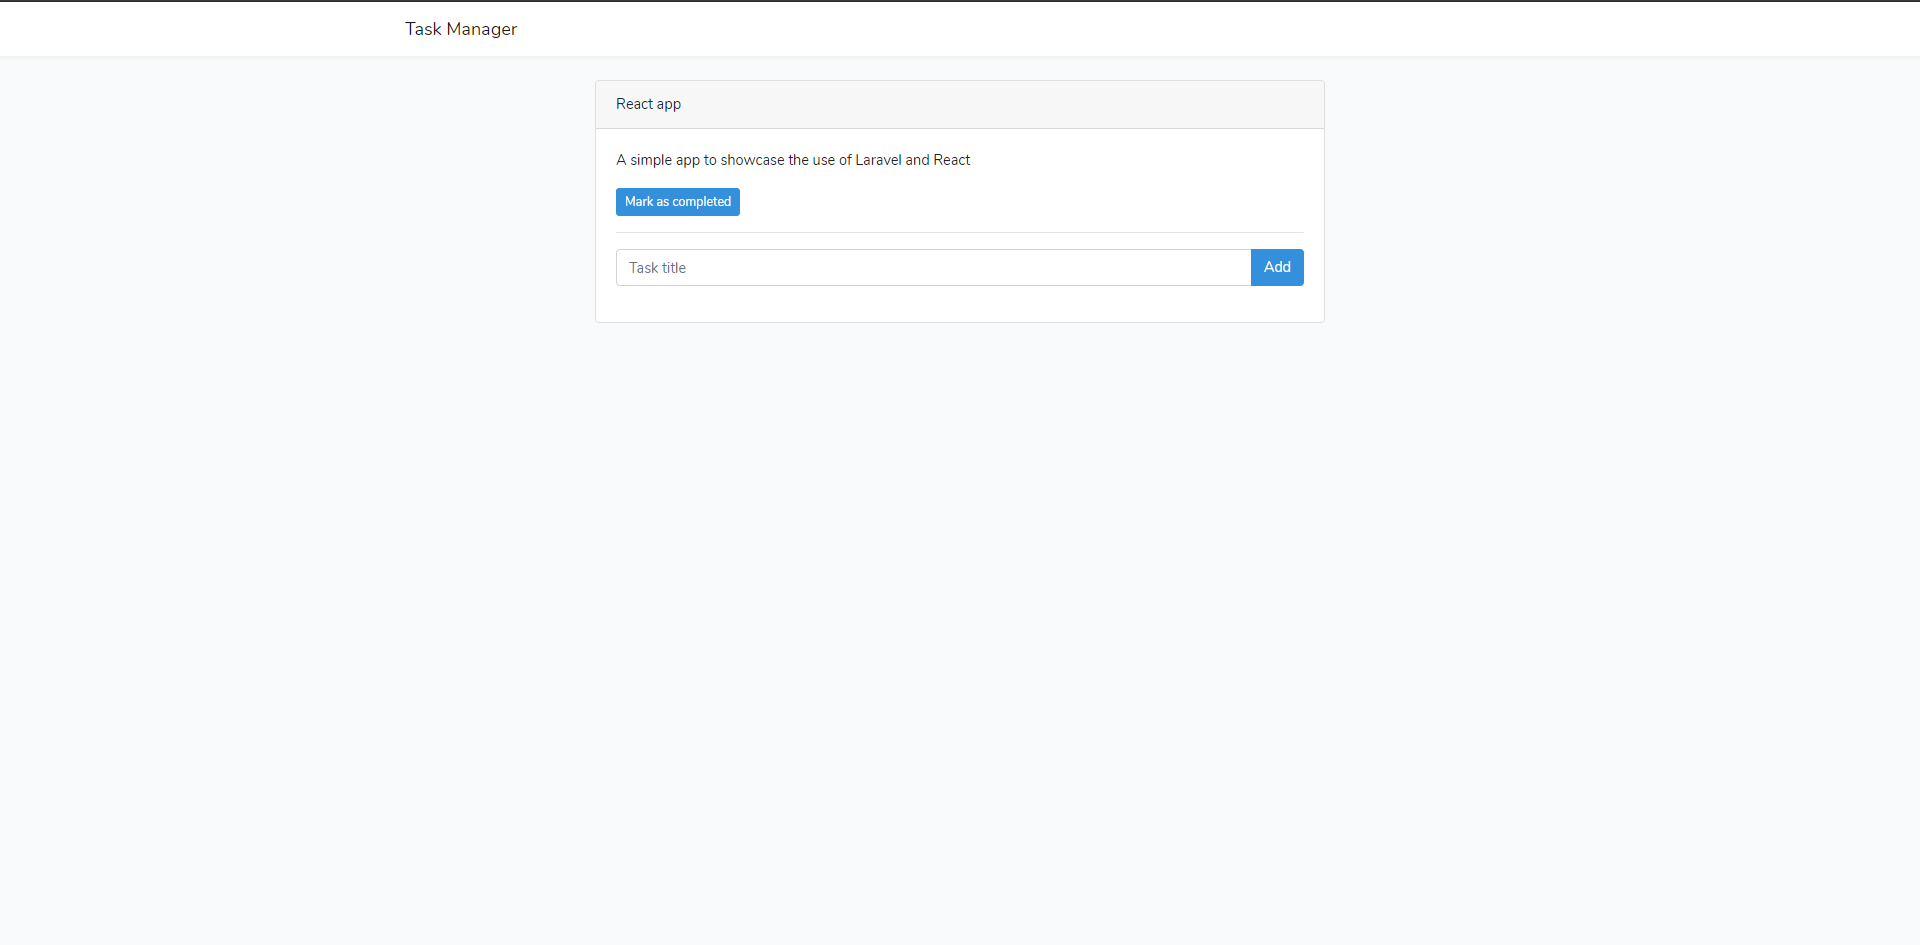 Task Manager
React app
A simple app to showcase the use of Laravel and React
Mark as completed
Task title
Add